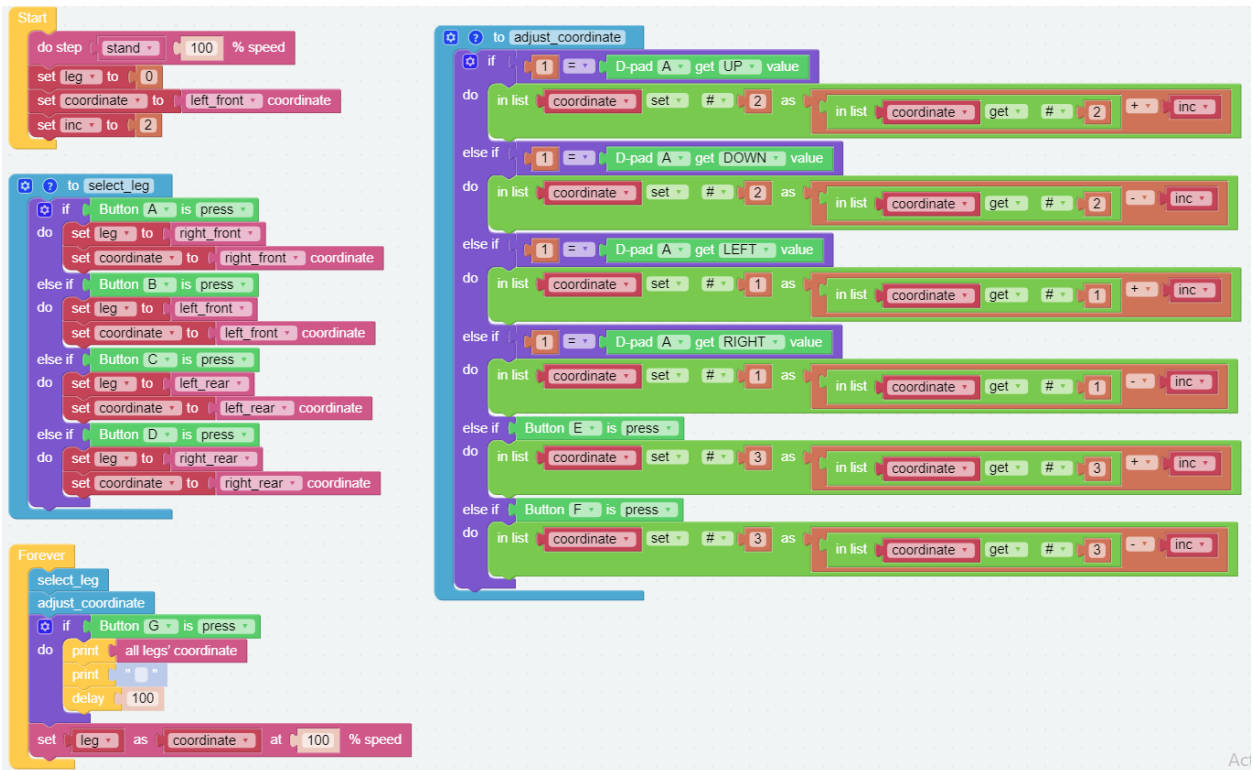 Start
do step stand 100 % speed
set leg to 0
set coordinate to left_front coordinate
set inc to 2
to select_leg
if Button A is press
do set leg to right_front
set coordinate to right_front coordinate
else if Button B is press
do set leg to left_front
set coordinate to left_front coordinate
else if Button C is press
do set leg to left_rear
set coordinate to left_rear coordinate
else if Button D is press
do set leg to right_rear
set coordinate to right_rear coordinate
Forever
select_leg
adjust_coordinate
if Button G is press
do print all legs' coordinate
print " "
delay 100
set leg as coordinate at 100 % speed
? to adjust_coordinate
if 1 = D-pad A get UP value
do in list coordinate set # 2 as in list coordinate get # 2 + inc
else if 1 = D-pad A get DOWN value
do in list coordinate set # 2 as in list coordinate get # 2 - inc
else if 1 = D-pad A get LEFT value
do in list coordinate set # 1 as in list coordinate get # 1 + inc
else if 1 = D-pad A get RIGHT value
do in list coordinate set # 1 as in list coordinate get # 1 - inc
else if Button E is press
do in list coordinate set # 3 as in list coordinate get # 3 + inc
else if Button F is press
do in list coordinate set # 3 as in list coordinate get # 3 - inc